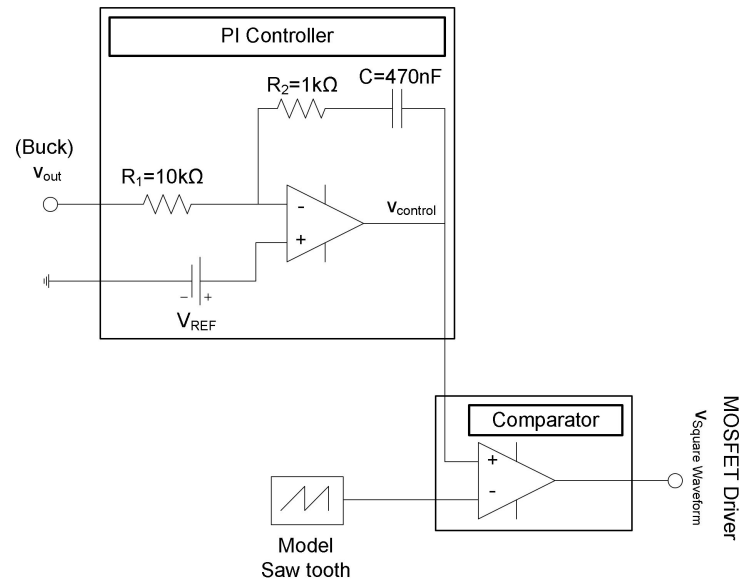 PI Controller
R₂=1kΩ
C=470nF
(Buck)
vout
R₁=10kΩ
-
+
vcontrol
- +
VREF
Comparator
+
-
Model
Saw tooth
MOSFET Driver
vSquare Waveform